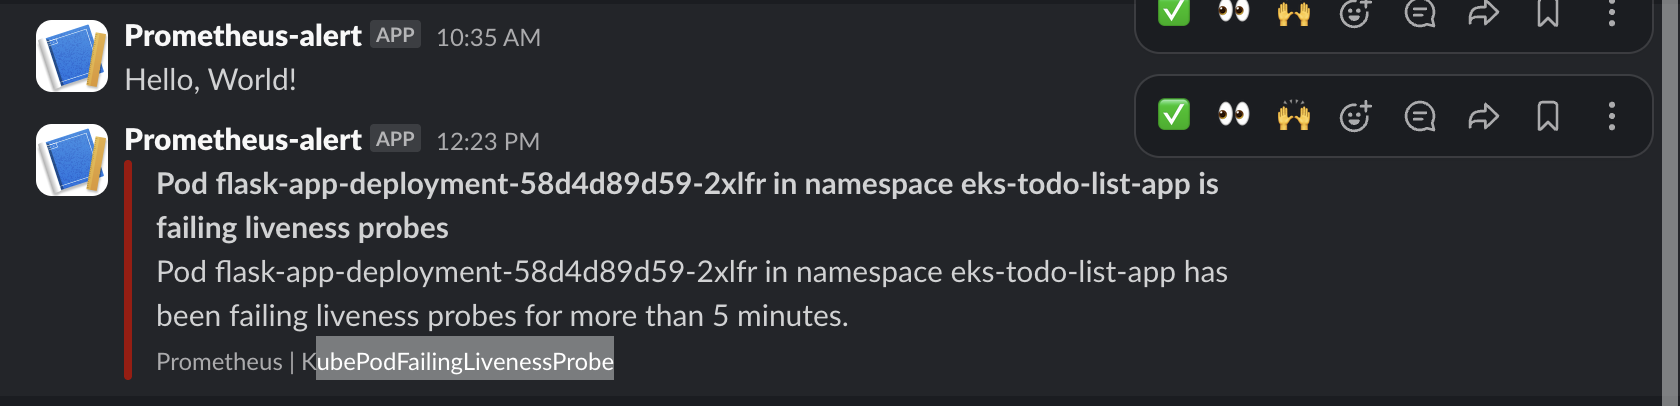 Prometheus-alert APP 10:35 AM
Hello, World!
Prometheus-alert APP 12:23 PM
Pod flask-app-deployment-58d4d89d59-2xlfr in namespace eks-todo-list-app is
failing liveness probes
Pod flask-app-deployment-58d4d89d59-2xlfr in namespace eks-todo-list-app has
been failing liveness probes for more than 5 minutes.
Prometheus | KubePodFailingLivenessProbe